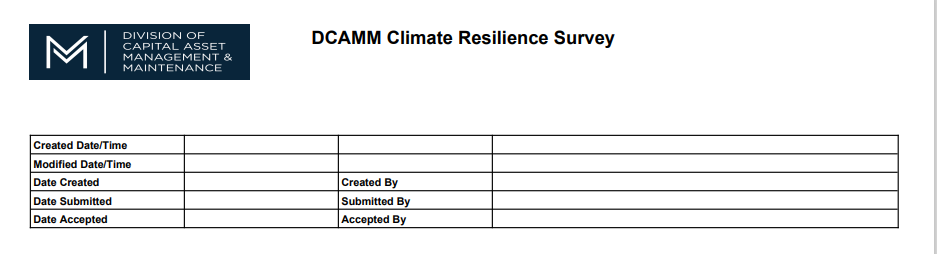 DIVISION OF
CAPITAL ASSET
MANAGEMENT &
MAINTENANCE
DCAMM Climate Resilience Survey
Created Date/Time
Modified Date/Time
Date Created Created By
Date Submitted Submitted By
Date Accepted Accepted By